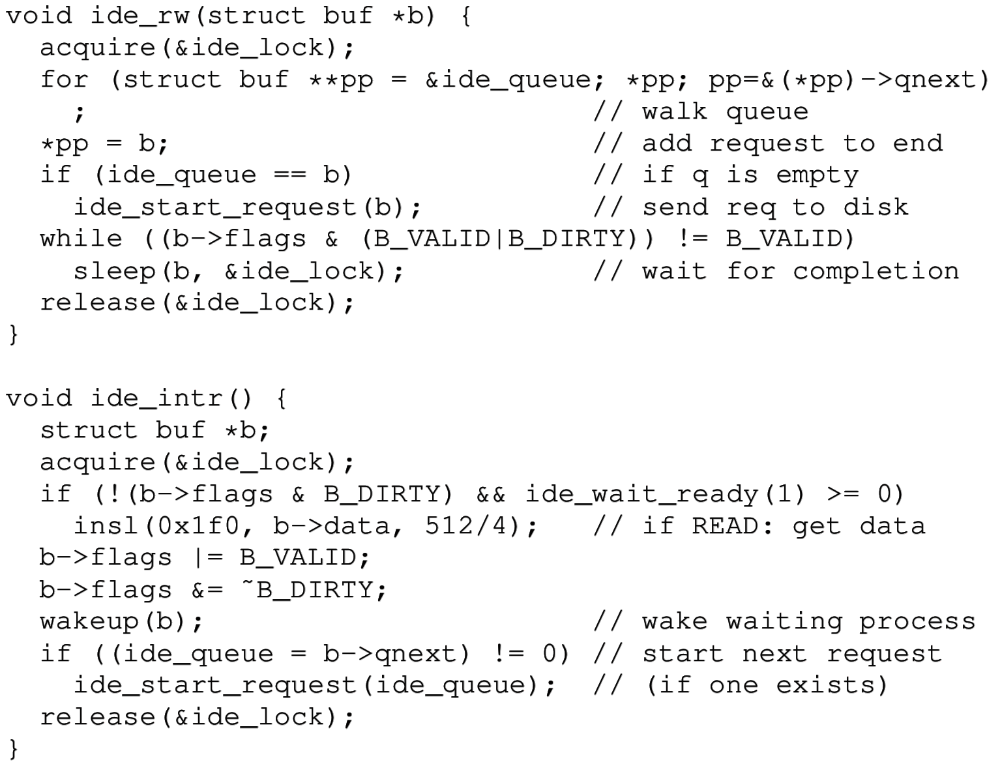 void ide_rw(struct buf *b) {
  acquire(&ide_lock);
  for (struct buf **pp = &ide_queue; *pp; pp=&(*pp)->qnext)
    ;                               // walk queue
  *pp = b;                          // add request to end
  if (ide_queue == b)               // if q is empty
    ide_start_request(b);           // send req to disk
  while ((b->flags & (B_VALID|B_DIRTY)) != B_VALID)
    sleep(b, &ide_lock);            // wait for completion
  release(&ide_lock);
}

void ide_intr() {
  struct buf *b;
  acquire(&ide_lock);
  if (!(b->flags & B_DIRTY) && ide_wait_ready(1) >= 0)
    insl(0x1f0, b->data, 512/4);    // if READ: get data
  b->flags |= B_VALID;
  b->flags &= ˜B_DIRTY;
  wakeup(b);                        // wake waiting process
  if ((ide_queue = b->qnext) != 0)  // start next request
    ide_start_request(ide_queue);   // (if one exists)
  release(&ide_lock);
}